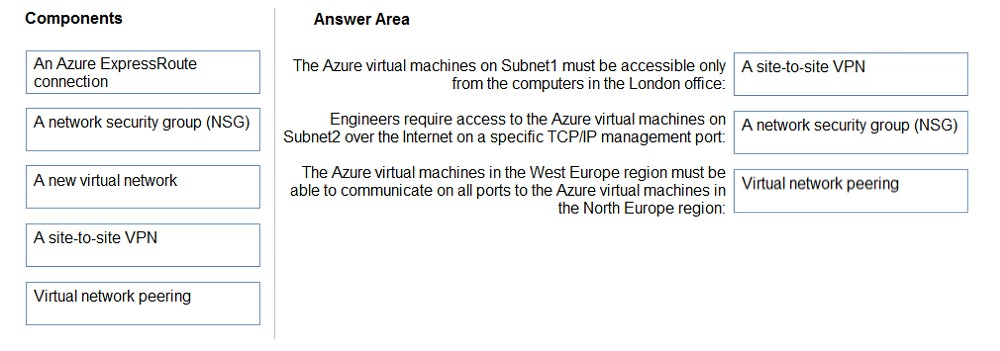 Components
An Azure ExpressRoute
connection
A network security group (NSG)
A new virtual network
A site-to-site VPN
Virtual network peering
Answer Area
The Azure virtual machines on Subnet1 must be accessible only
from the computers in the London office:
A site-to-site VPN
Engineers require access to the Azure virtual machines on
Subnet2 over the Internet on a specific TCP/IP management port:
A network security group (NSG)
The Azure virtual machines in the West Europe region must be
able to communicate on all ports to the Azure virtual machines in
the North Europe region:
Virtual network peering